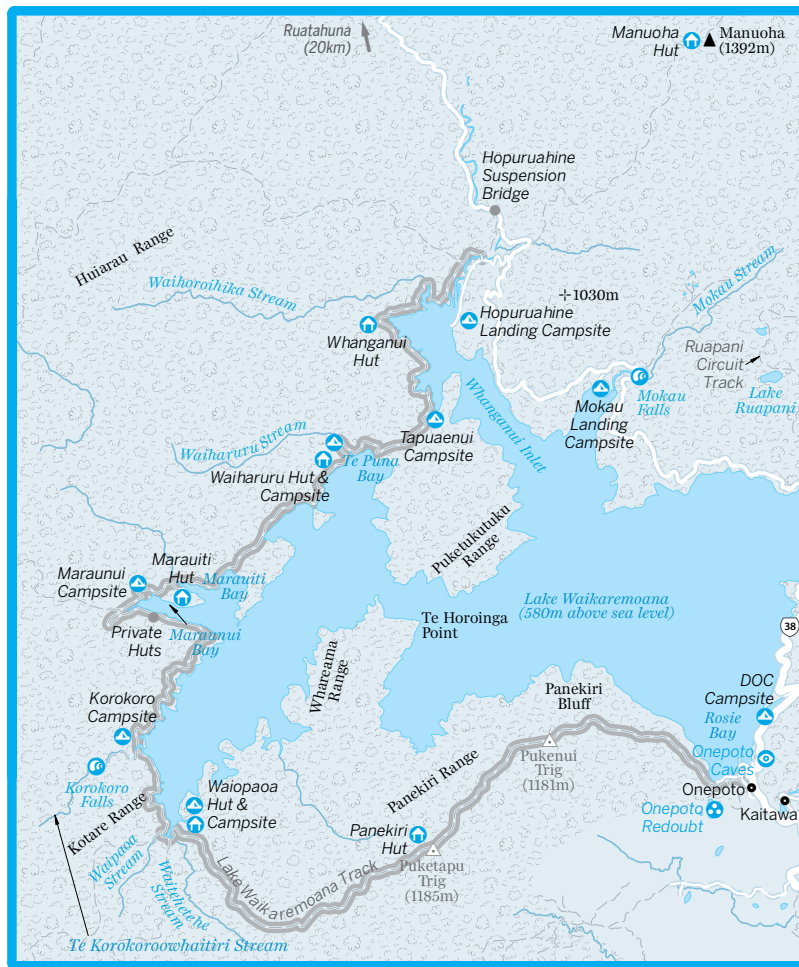 Ruatahuna
(20km)
Manuoha
Hut
Manuoha
(1392m)
Hopuruahine
Suspension
Bridge
Huiarau Range
Waihoroihika Stream
1030m
Mokau Stream
Hopuruahine
Landing Campsite
Whanganui
Hut
Ruapani
Circuit
Track
Lake
Ruapani
Mokau
Falls
Mokau
Landing
Campsite
Whanganui Inlet
Tapuaenui
Campsite
Waiharuru Stream
Te Puna
Bay
Waiharuru Hut &
Campsite
Puketukutuku
Range
Marauiti
Hut
Marauiti
Bay
Maraunui
Campsite
Private
Huts
Maraunui
Bay
Te Horoinga
Point
Lake Waikaremoana
(580m above sea level)
38
Whareama
Range
Korokoro
Campsite
Korokoro
Falls
Kotare Range
DOC
Campsite
Rosie
Bay
Panekiri
Bluff
Onepoto
Caves
Pukenui
Trig
(1181m)
Panekiri Range
Onepoto
Kaitawa
Onepoto
Redoubt
Waiopaoa
Hut &
Campsite
Panekiri
Hut
Puketapu
Trig
(1185m)
Lake Waikaremoana Track
Waipaoa
Stream
Waitehetehe
Stream
Te Korokoroowhaitiri Stream